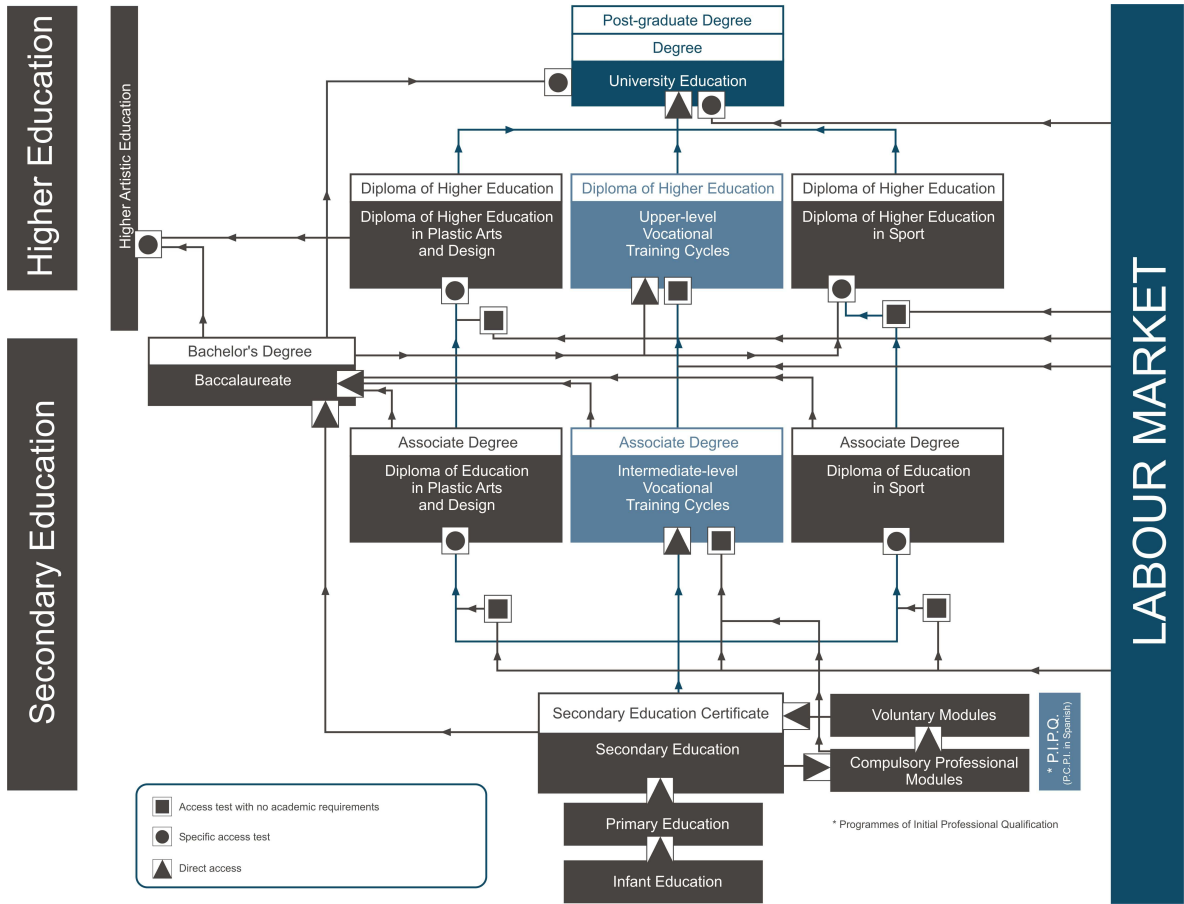 Higher Education
Higher Artistic Education
Post-graduate Degree
Degree
University Education
Diploma of Higher Education
Diploma of Higher Education
in Plastic Arts
and Design
Diploma of Higher Education
Upper-level
Vocational
Training Cycles
Diploma of Higher Education
Diploma of Higher Education
in Sport
LABOUR MARKET
Secondary Education
Bachelor's Degree
Baccalaureate
Associate Degree
Diploma of Education
in Plastic Arts
and Design
Associate Degree
Intermediate-level
Vocational
Training Cycles
Associate Degree
Diploma of Education
in Sport
Secondary Education Certificate
Secondary Education
Voluntary Modules
Compulsory Professional
Modules
* P.I.P.Q.
(P.C.P.I. in Spanish)
Primary Education
Infant Education
* Programmes of Initial Professional Qualification
Access test with no academic requirements
Specific access test
Direct access